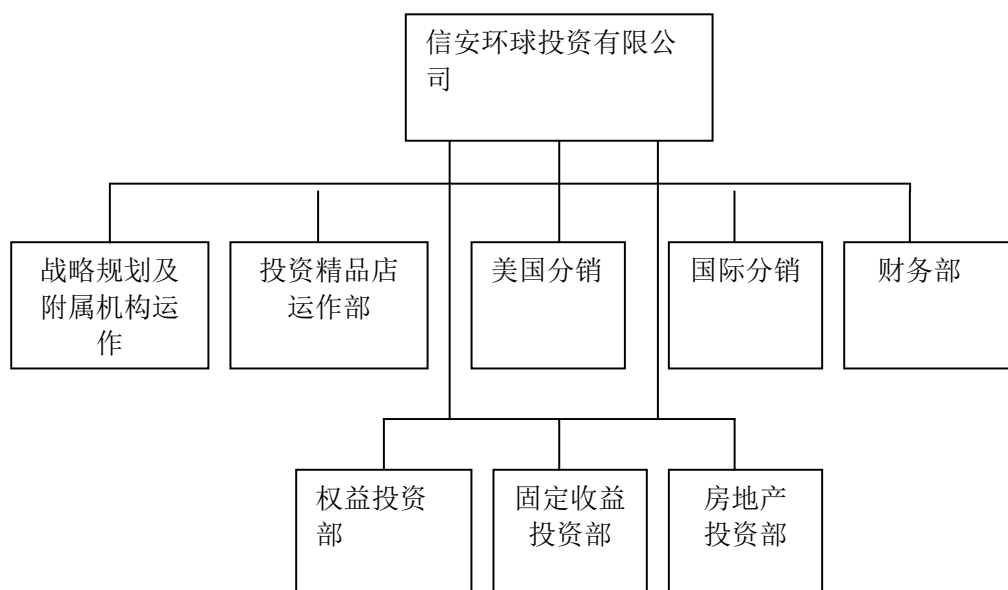 信安环球投资有限公
司
战略规划及
附属机构运
作
投资精品店
运作部
美国分销
国际分销
财务部
权益投资
部
固定收益
投资部
房地产
投资部